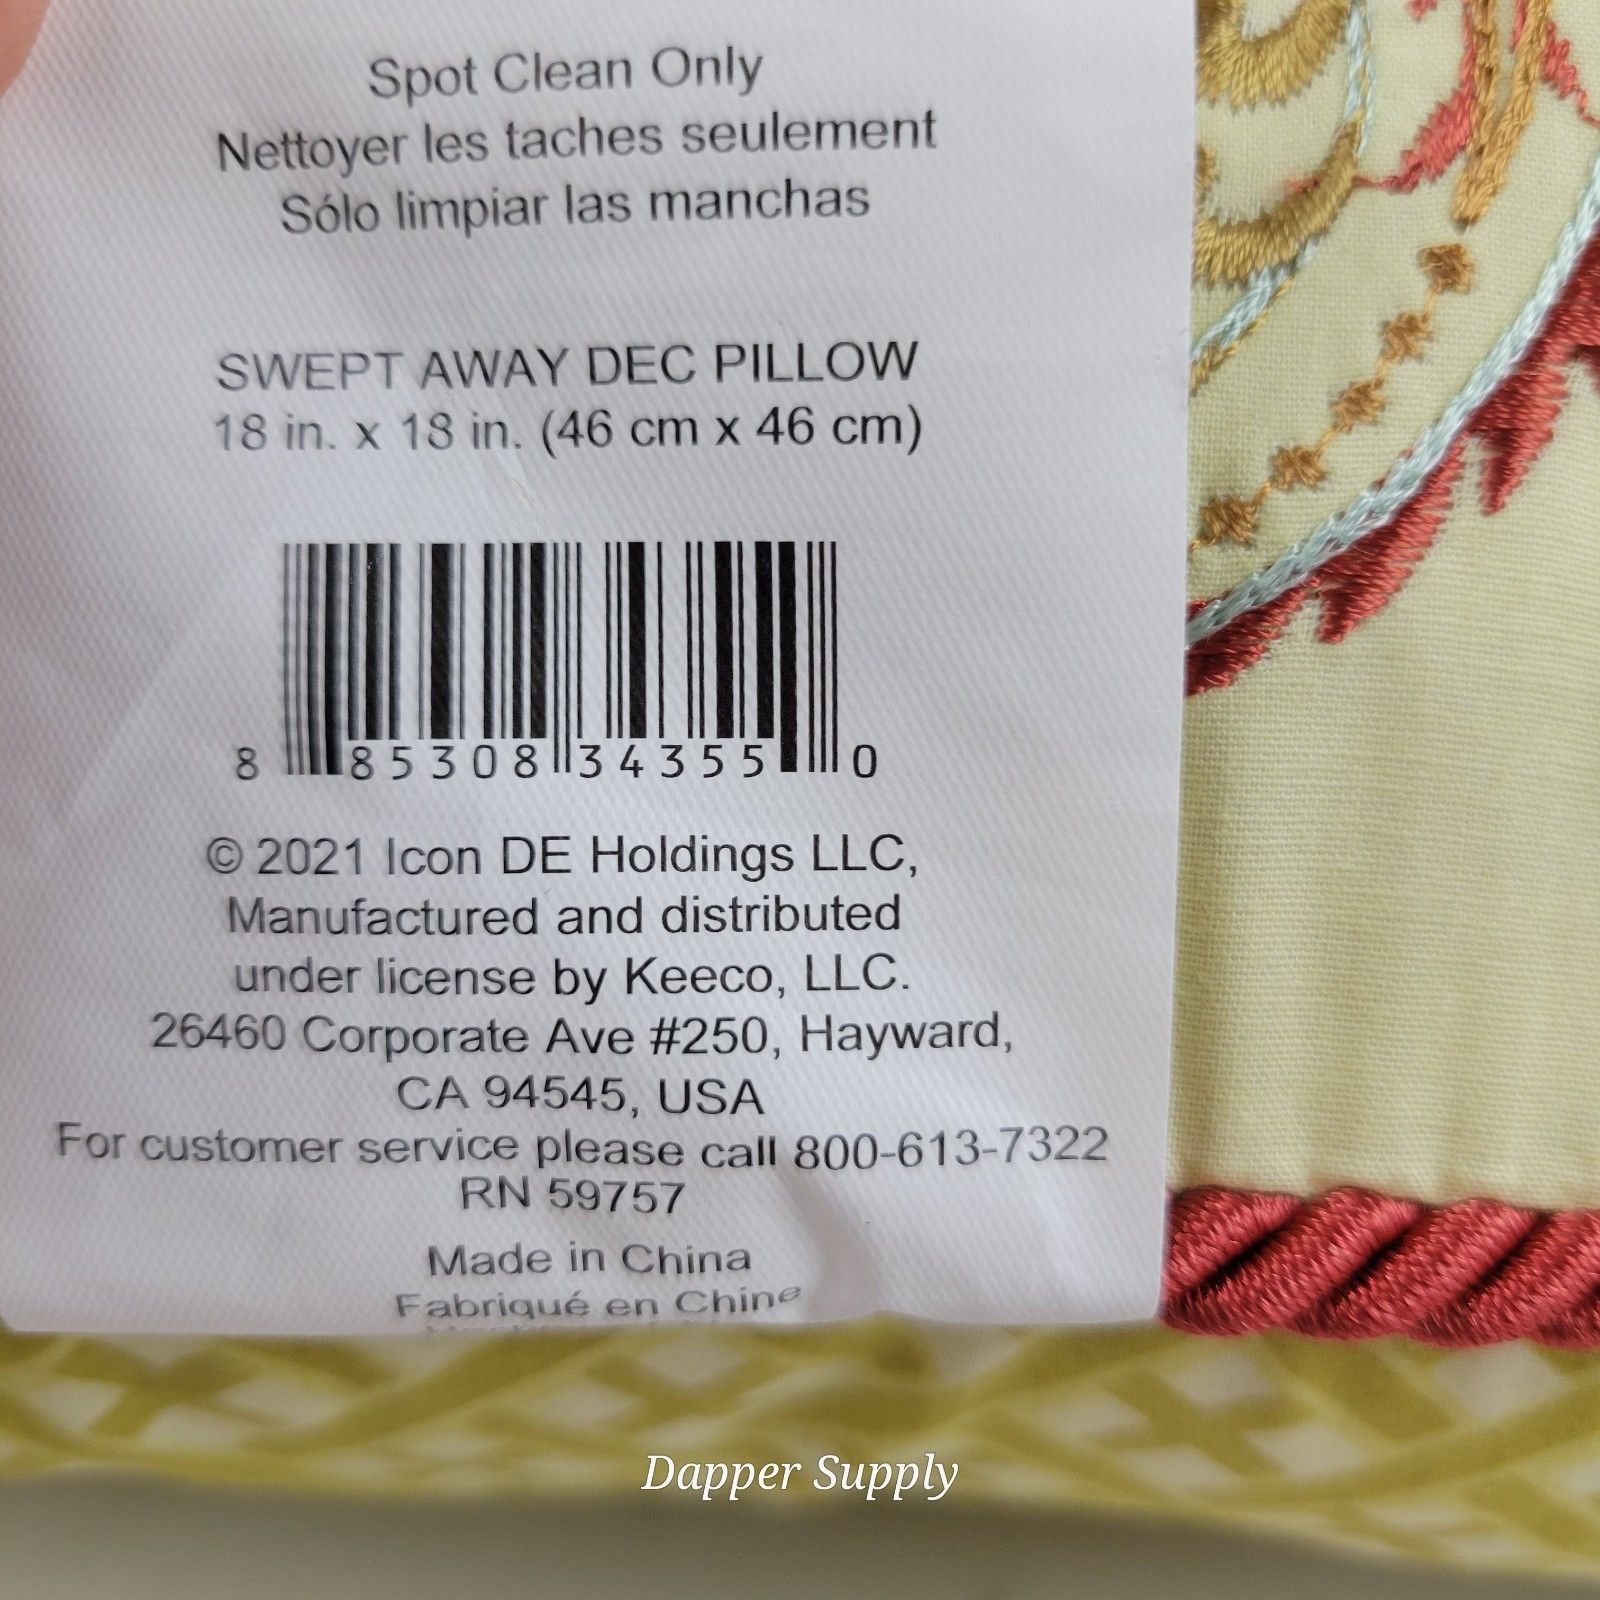 Spot Clean Only
Nettoyer les taches seulement
Sólo limpiar las manchas
SWEPT AWAY DEC PILLOW
18 in. x 18 in. (46 cm x 46 cm)
8 85308 34355 0
© 2021 Icon DE Holdings LLC,
Manufactured and distributed
under license by Keeco, LLC.
26460 Corporate Ave #250, Hayward,
CA 94545, USA
For customer service please call 800-613-7322
RN 59757
Made in China
Fabriqué en Chine
Dapper Supply